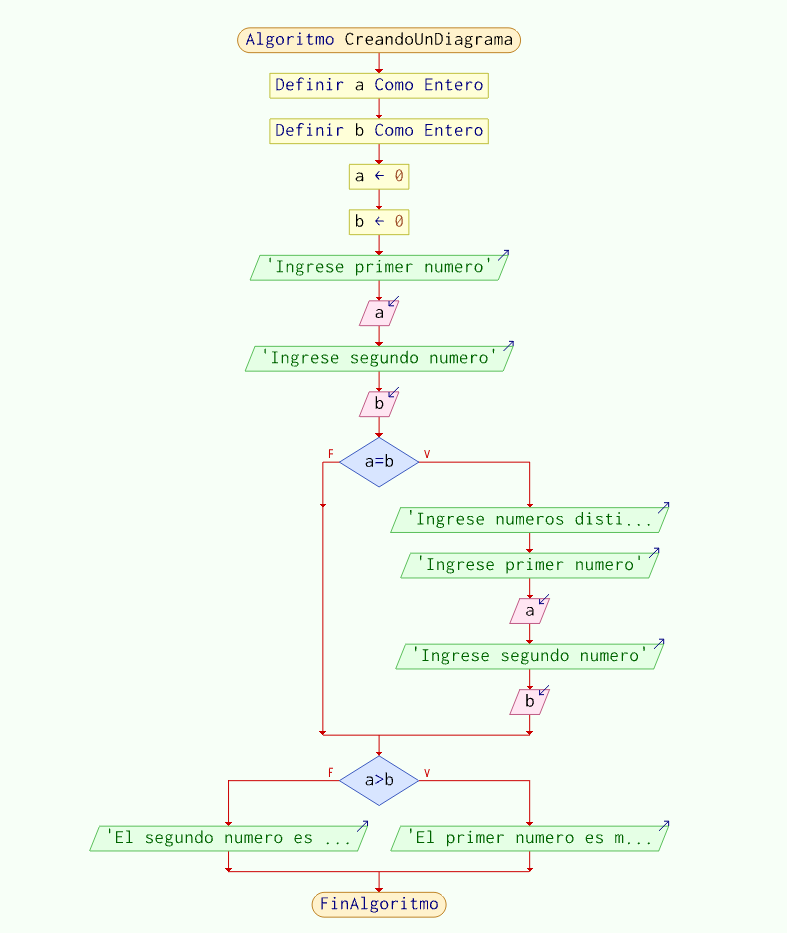 Algoritmo CreandoUnDiagrama
Definir a Como Entero
Definir b Como Entero
a ← 0
b ← 0
'Ingrese primer numero'
a
'Ingrese segundo numero'
b
F
a=b
V
'Ingrese numeros disti...
'Ingrese primer numero'
a
'Ingrese segundo numero'
b
F
a>b
V
'El segundo numero es ...
'El primer numero es m...
FinAlgoritmo